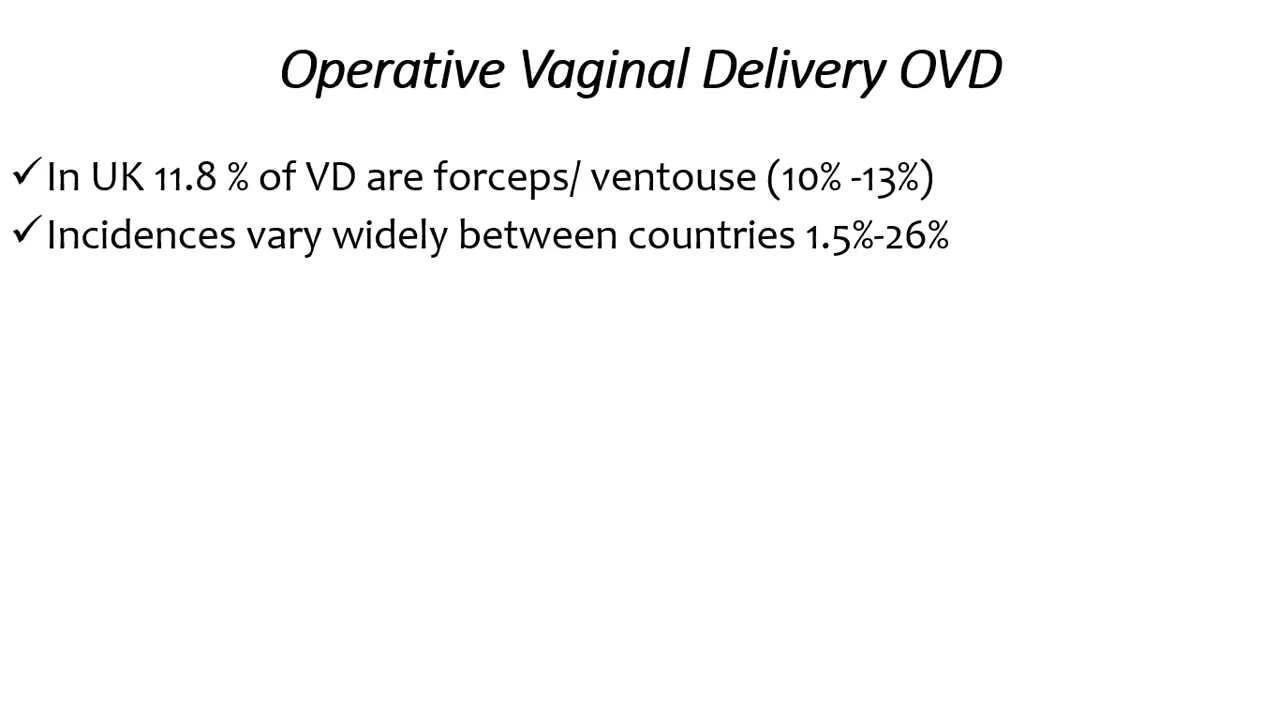 Operative Vaginal Delivery OVD
✓In UK 11.8 % of VD are forceps/ ventouse (10% -13%)
✓Incidences vary widely between countries 1.5%-26%